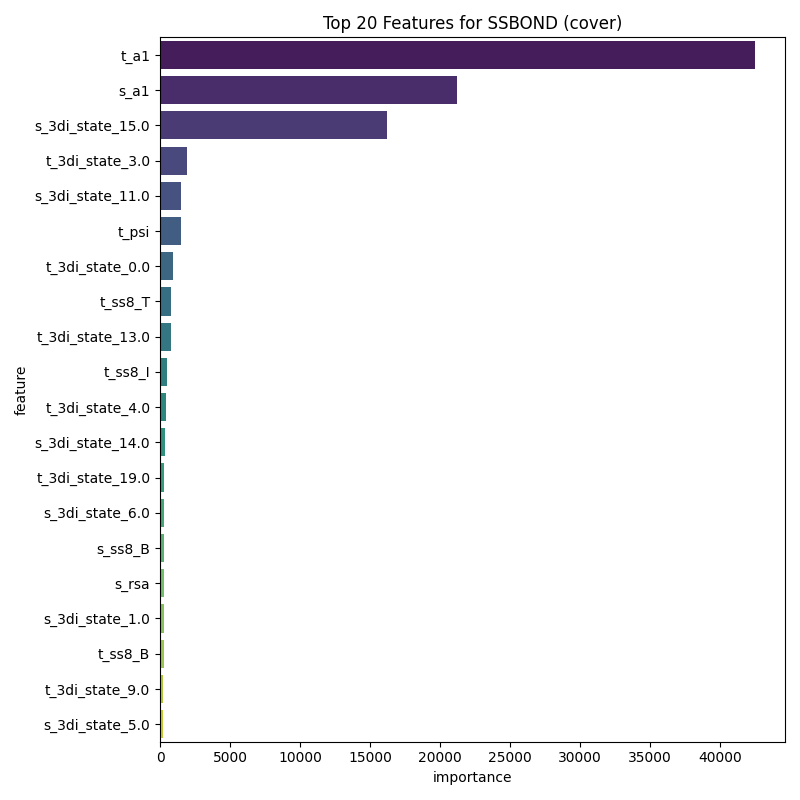 Top 20 Features for SSBOND (cover)
t_a1
s_a1
s_3di_state_15.0
t_3di_state_3.0
s_3di_state_11.0
t_psi
t_3di_state_0.0
t_ss8_T
t_3di_state_13.0
t_ss8_I
t_3di_state_4.0
s_3di_state_14.0
t_3di_state_19.0
s_3di_state_6.0
s_ss8_B
s_rsa
s_3di_state_1.0
t_ss8_B
t_3di_state_9.0
s_3di_state_5.0
feature
0 5000 10000 15000 20000 25000 30000 35000 40000
importance